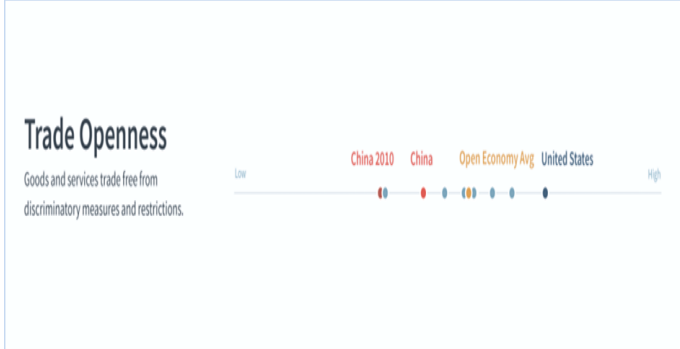 Trade Openness
Goods and services trade free from
discriminatory measures and restrictions.
Low
China 2010
China
Open Economy Avg
United States
High